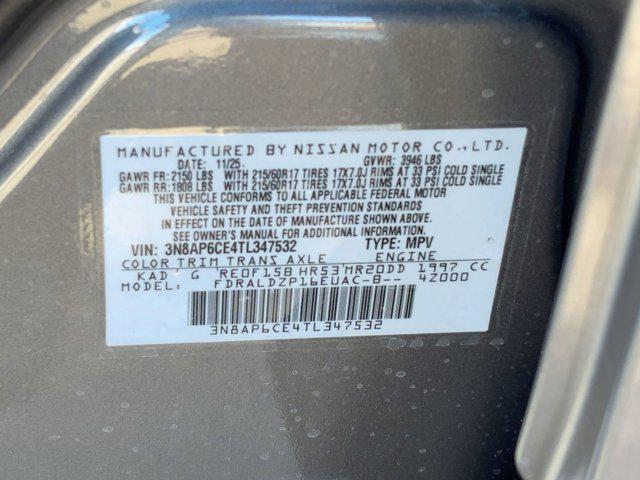 MANUFACTURED BY NISSAN MOTOR CO.,LTD.
DATE: 11/25. GVWR: 3946 LBS
GAWR FR: 2150 LBS WITH 215/60R17 TIRES 17X7.0J RIMS AT 33 PSI COLD SINGLE
GAWR RR: 1808 LBS WITH 215/60R17 TIRES 17X7.0J RIMS AT 33 PSI COLD SINGLE
THIS VEHICLE CONFORMS TO ALL APPLICABLE FEDERAL MOTOR
VEHICLE SAFETY AND THEFT PREVENTION STANDARDS
IN EFFECT ON THE DATE OF MANUFACTURE SHOWN ABOVE.
SEE OWNER'S MANUAL FOR ADDITIONAL INFORMATION.
VIN: 3N8AP6CE4TL347532 TYPE: MPV
COLOR TRIM TRANS AXLE ENGINE
KAD G RE0F15B HR53 MR20DD 1997 CC
MODEL: FDRALDZP16EUAC-B-- 4Z000
3N8AP6CE4TL347532